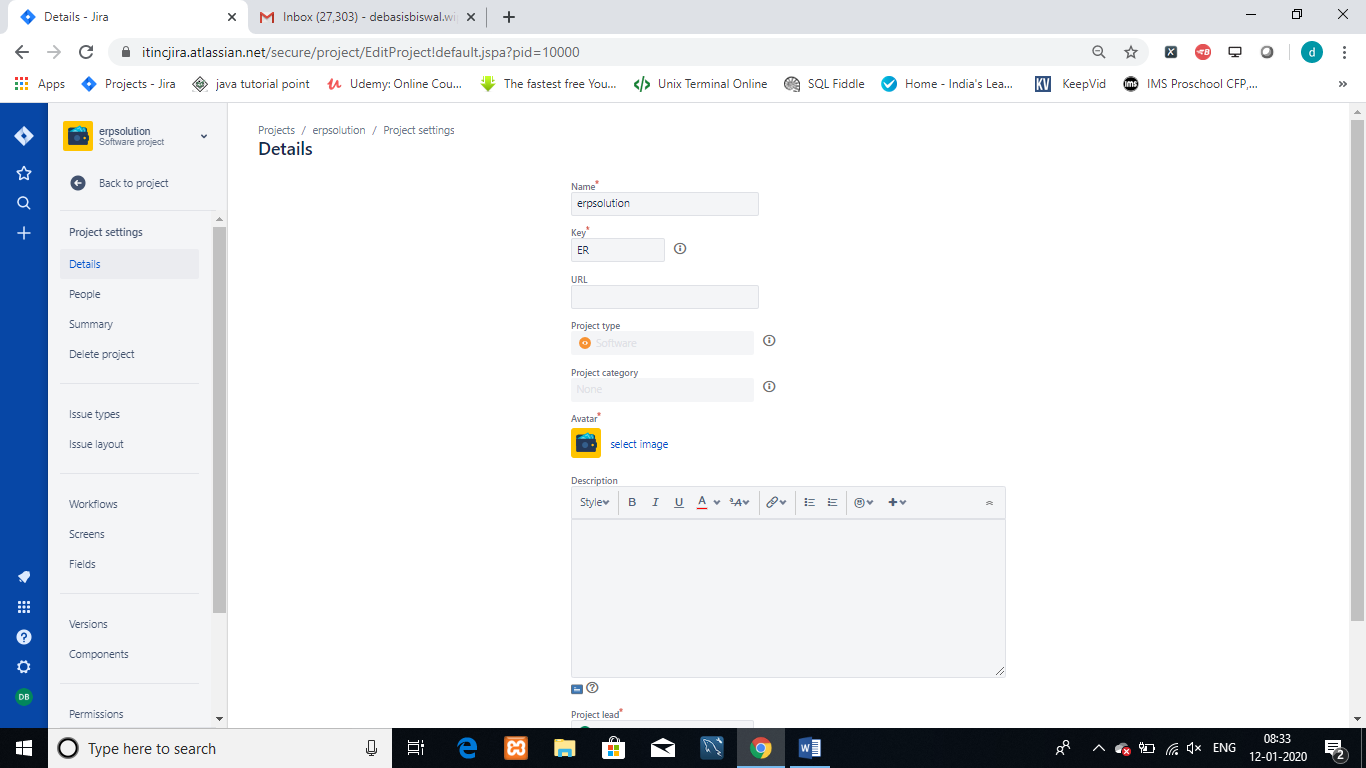 Details - Jira
Inbox (27,303) - debasisbiswal.wi
itincjira.atlassian.net/secure/project/EditProject!default.jspa?pid=10000
d
Apps
Projects - Jira
java tutorial point
Udemy: Online Cou...
The fastest free You...
Unix Terminal Online
SQL Fiddle
Home - India's Lea...
KV KeepVid
ims IMS Proschool CFP,...
erpsolution
Software project
Back to project
Project settings
Details
People
Summary
Delete project
Issue types
Issue layout
Workflows
Screens
Fields
Versions
Components
Permissions
DB
Projects / erpsolution / Project settings
Details
Name*
erpsolution
Key*
ER
URL
Project type
Software
Project category
None
Avatar*
select image
Description
Style B I U A
Project lead*
Type here to search
ENG
08:33
12-01-2020
2